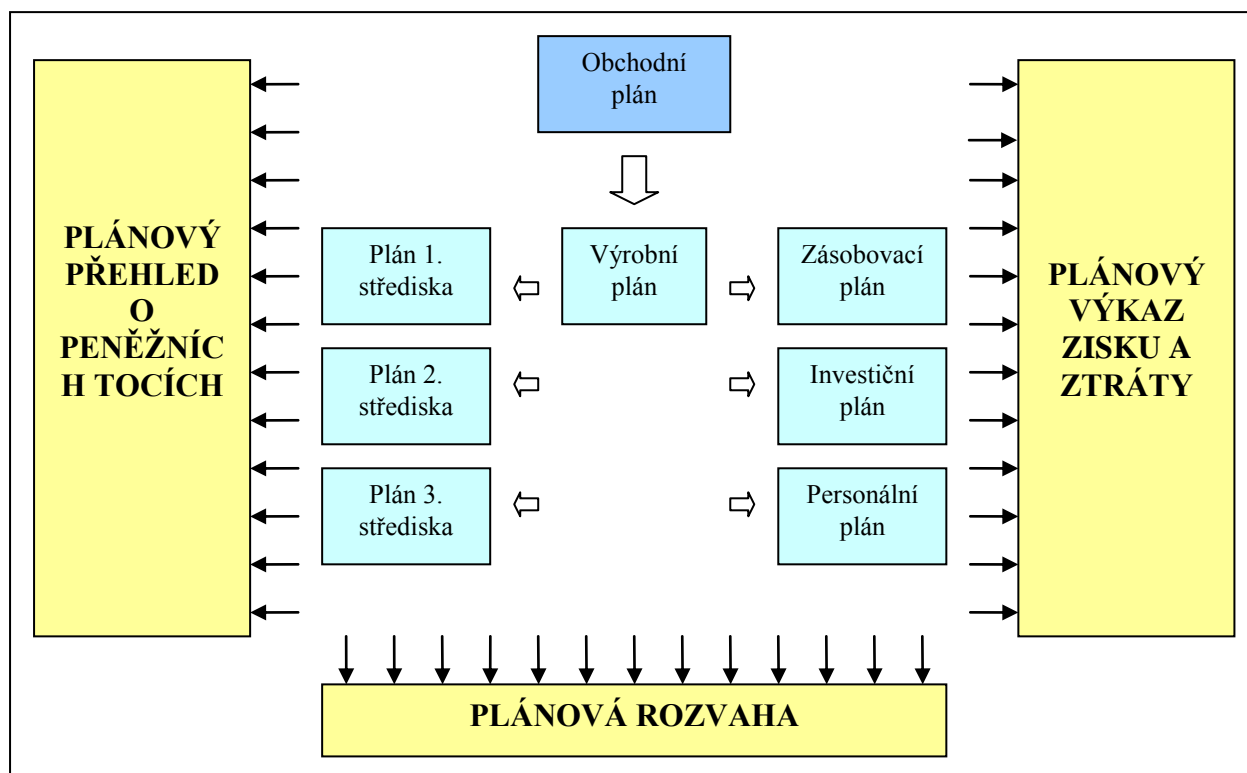 Obchodní
plán
PLÁNOVÝ
PŘEHLED
O
PENĚŽNÍC
H TOCÍCH
Plán 1.
střediska
Výrobní
plán
Zásobovací
plán
PLÁNOVÝ
VÝKAZ
ZISKU A
ZTRÁTY
Plán 2.
střediska
Investiční
plán
Plán 3.
střediska
Personální
plán
PLÁNOVÁ ROZVAHA